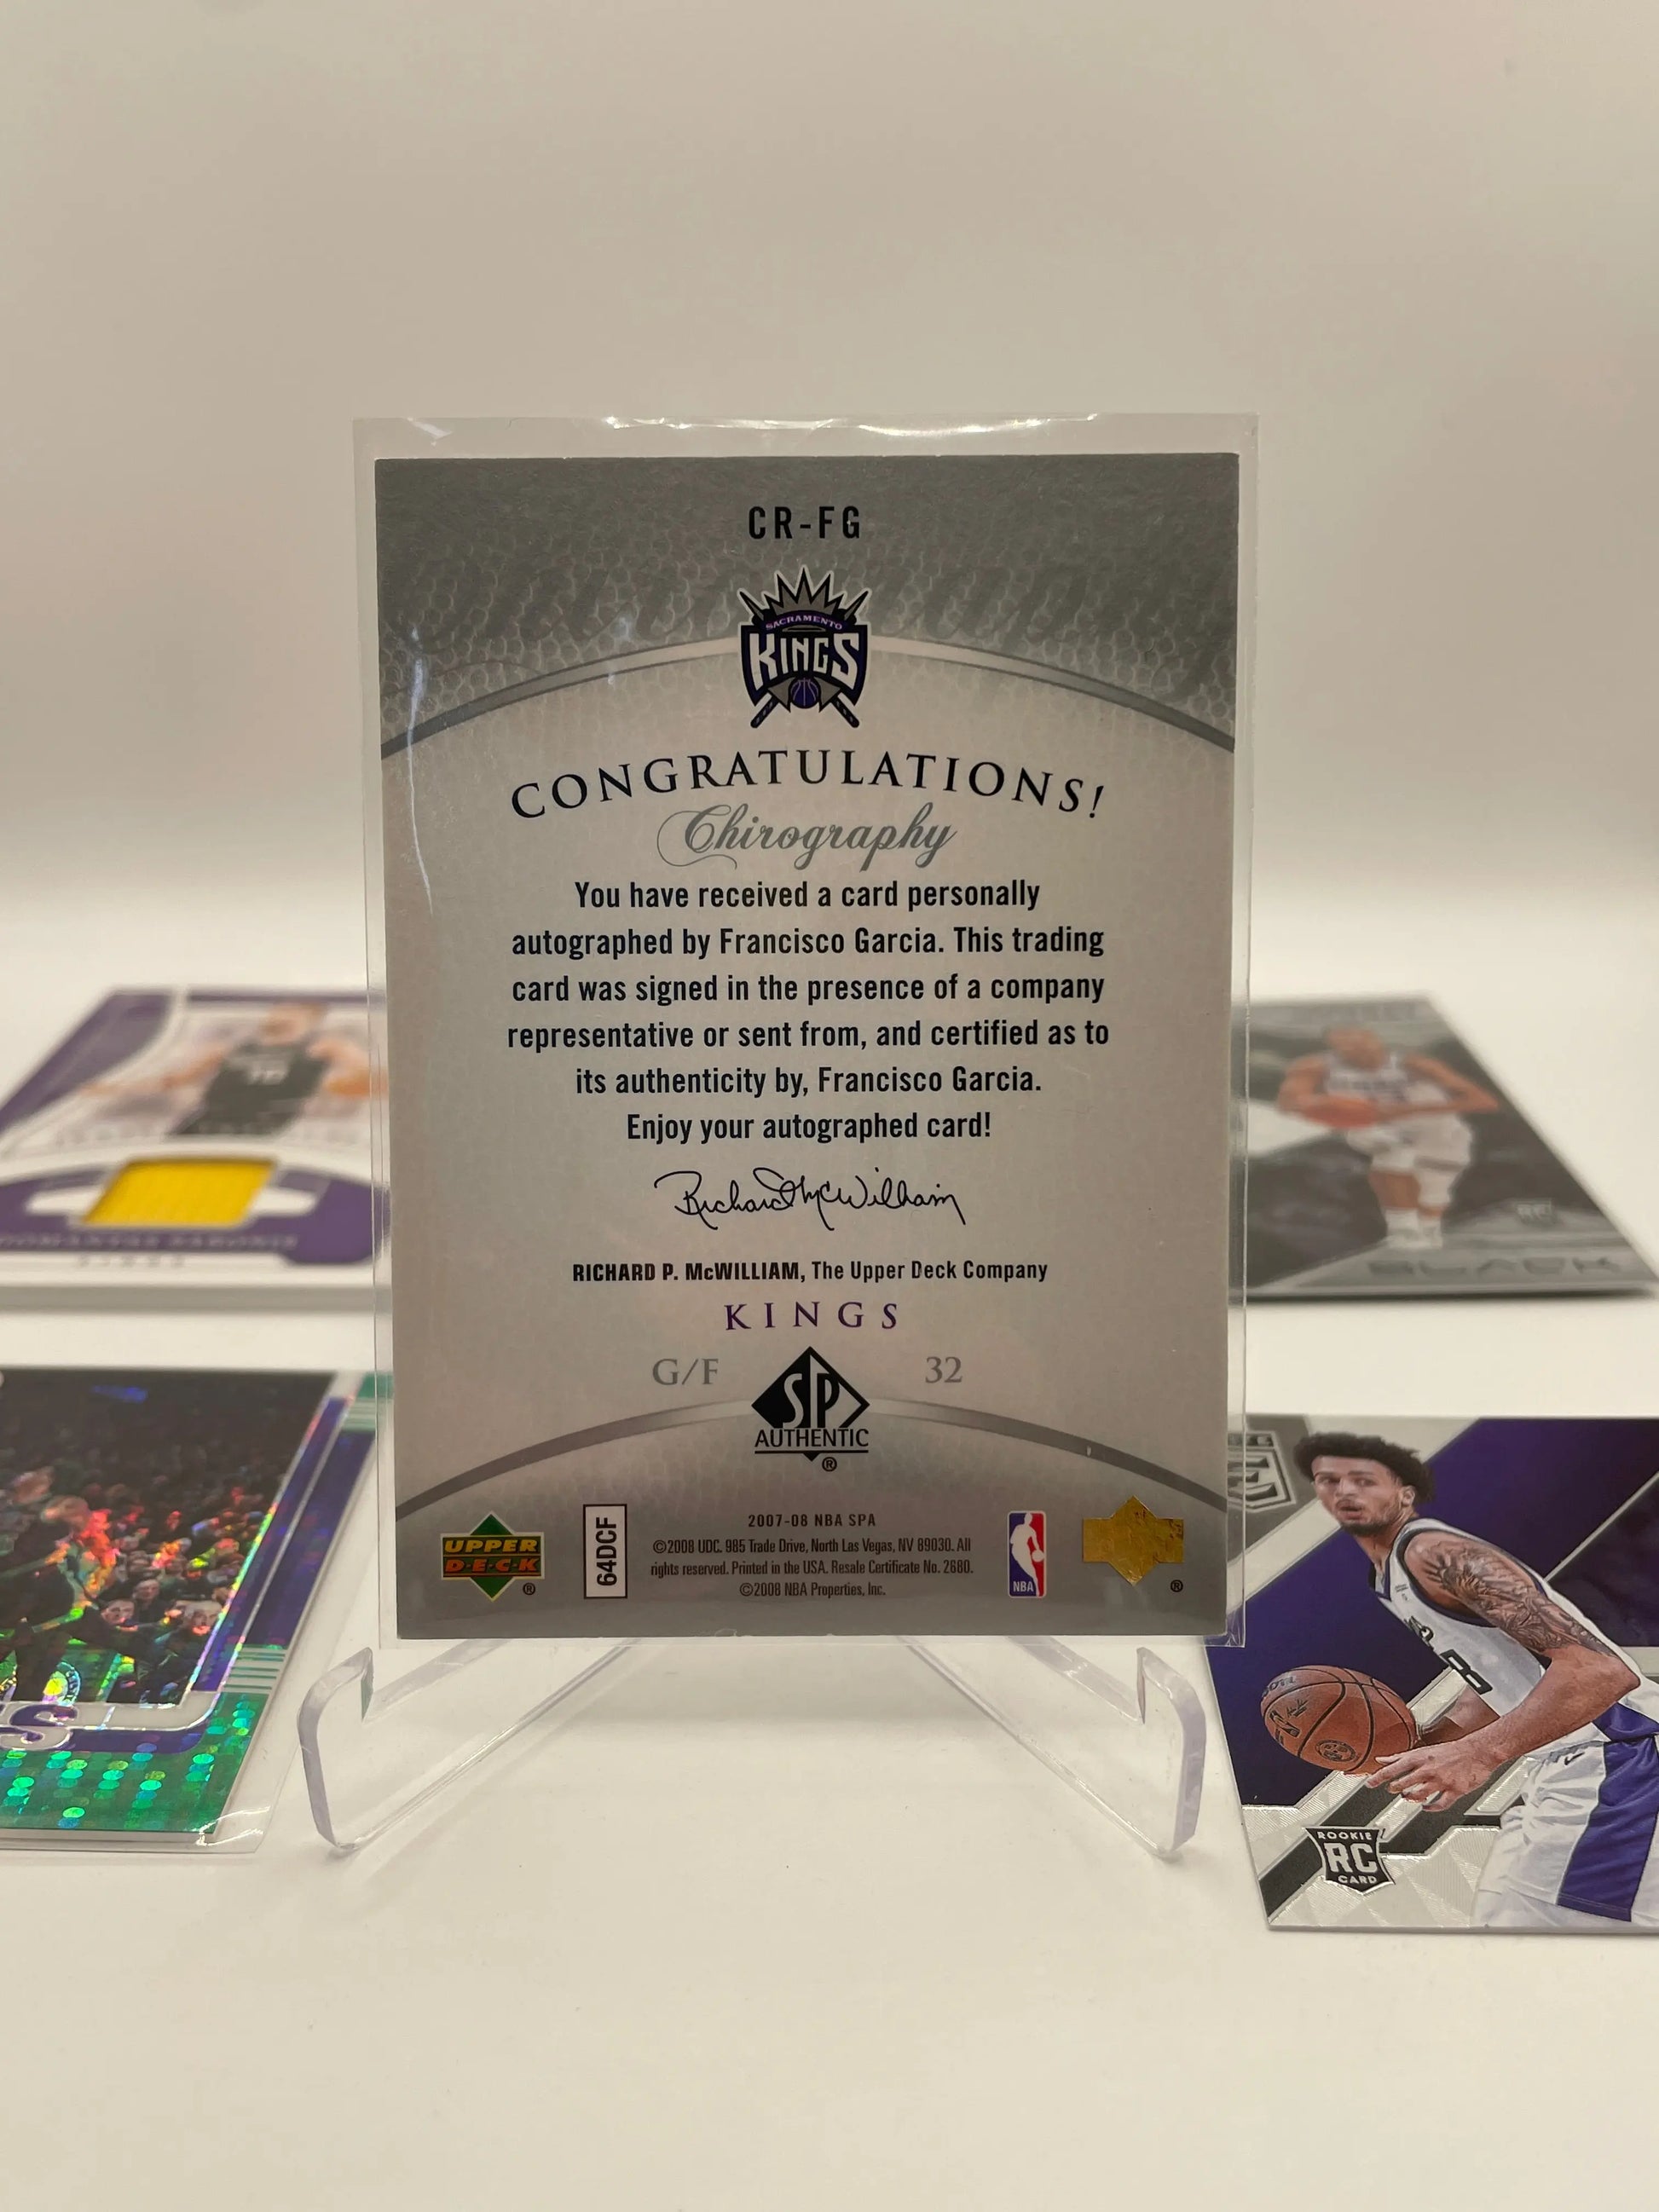 CR-FG
SACRAMENTO
KINGS
CONGRATULATIONS!
Chirography
You have received a card personally
autographed by Francisco Garcia. This trading
card was signed in the presence of a company
representative or sent from, and certified as to
its authenticity by, Francisco Garcia.
Enjoy your autographed card!
Richard McWilliam
RICHARD P. McWILLIAM, The Upper Deck Company
KINGS
G/F 32
SP
AUTHENTIC
®
UPPER
DECK
®
64DCF
2007-08 NBA SPA
©2008 UDC. 985 Trade Drive, North Las Vegas, NV 89030. All
rights reserved. Printed in the USA. Resale Certificate No. 2680.
©2008 NBA Properties, Inc.
NBA
®
BLACK
RC
ROOKIE
RC
CARD